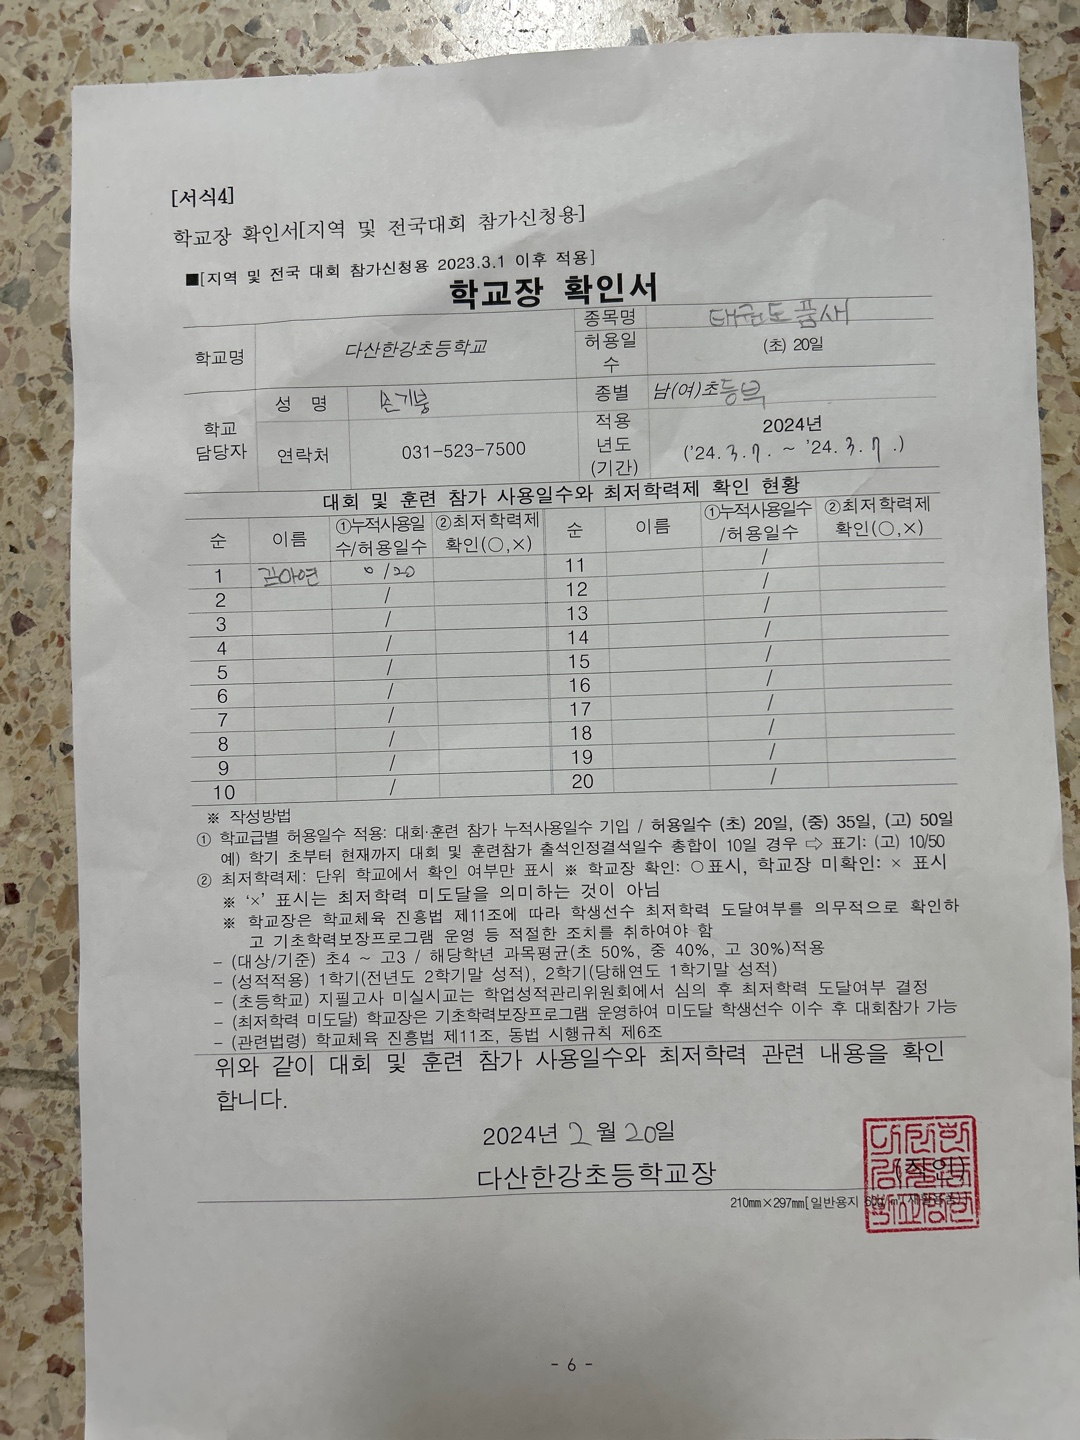 [서식4]
학교장 확인서[지역 및 전국대회 참가신청용]
■[지역 및 전국 대회 참가신청용 2023.3.1 이후 적용]
학교장 확인서
학교명 다산한강초등학교 종목명 태권도 품새
허용일수 (초) 20일
학교 담당자 성 명 손기붕 종별 남(여)초등부
연락처 031-523-7500 적용년도(기간) 2024년
('24. 3. 7. ~ '24. 3. 7.)
대회 및 훈련 참가 사용일수와 최저학력제 확인 현황
순 이름 ①누적사용일수/허용일수 ②최저학력제 확인(○,×) 순 이름 ①누적사용일수/허용일수 ②최저학력제 확인(○,×)
1 김아연 0 /20 11 /
2 / 12 /
3 / 13 /
4 / 14 /
5 / 15 /
6 / 16 /
7 / 17 /
8 / 18 /
9 / 19 /
10 / 20 /
※ 작성방법
① 학교급별 허용일수 적용: 대회·훈련 참가 누적사용일수 기입 / 허용일수 (초) 20일, (중) 35일, (고) 50일
예) 학기 초부터 현재까지 대회 및 훈련참가 출석인정결석일수 총합이 10일 경우 ⇨ 표기: (고) 10/50
② 최저학력제: 단위 학교에서 확인 여부만 표시 ※ 학교장 확인: ○표시, 학교장 미확인: × 표시
※ '×' 표시는 최저학력 미도달을 의미하는 것이 아님
※ 학교장은 학교체육 진흥법 제11조에 따라 학생선수 최저학력 도달여부를 의무적으로 확인하
고 기초학력보장프로그램 운영 등 적절한 조치를 취하여야 함
- (대상/기준) 초4 ~ 고3 / 해당학년 과목평균(초 50%, 중 40%, 고 30%)적용
- (성적적용) 1학기(전년도 2학기말 성적), 2학기(당해연도 1학기말 성적)
- (초등학교) 지필고사 미실시교는 학업성적관리위원회에서 심의 후 최저학력 도달여부 결정
- (최저학력 미도달) 학교장은 기초학력보장프로그램 운영하여 미도달 학생선수 이수 후 대회참가 가능
- (관련법령) 학교체육 진흥법 제11조, 동법 시행규칙 제6조
위와 같이 대회 및 훈련 참가 사용일수와 최저학력 관련 내용을 확인
합니다.
2024년 2월 20일
다산한강초등학교장 (직인)
210㎜×297㎜[일반용지 60g/㎡(재활용품)]
- 6 -